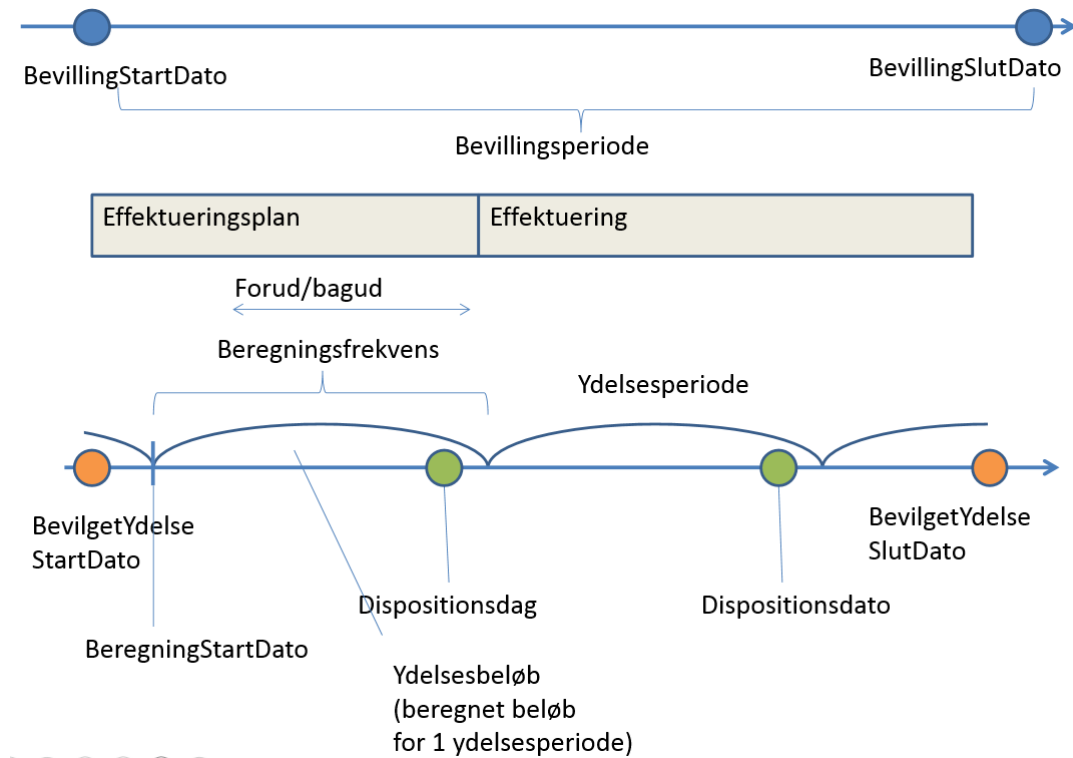 BevillingStartDato
BevillingSlutDato
Bevillingsperiode
Effektueringsplan
Effektuering
Forud/bagud
Beregningsfrekvens
Ydelsesperiode
BevilgetYdelse
StartDato
BevilgetYdelse
SlutDato
Dispositionsdag
Dispositionsdato
BeregningStartDato
Ydelsesbeløb
(beregnet beløb
for 1 ydelsesperiode)